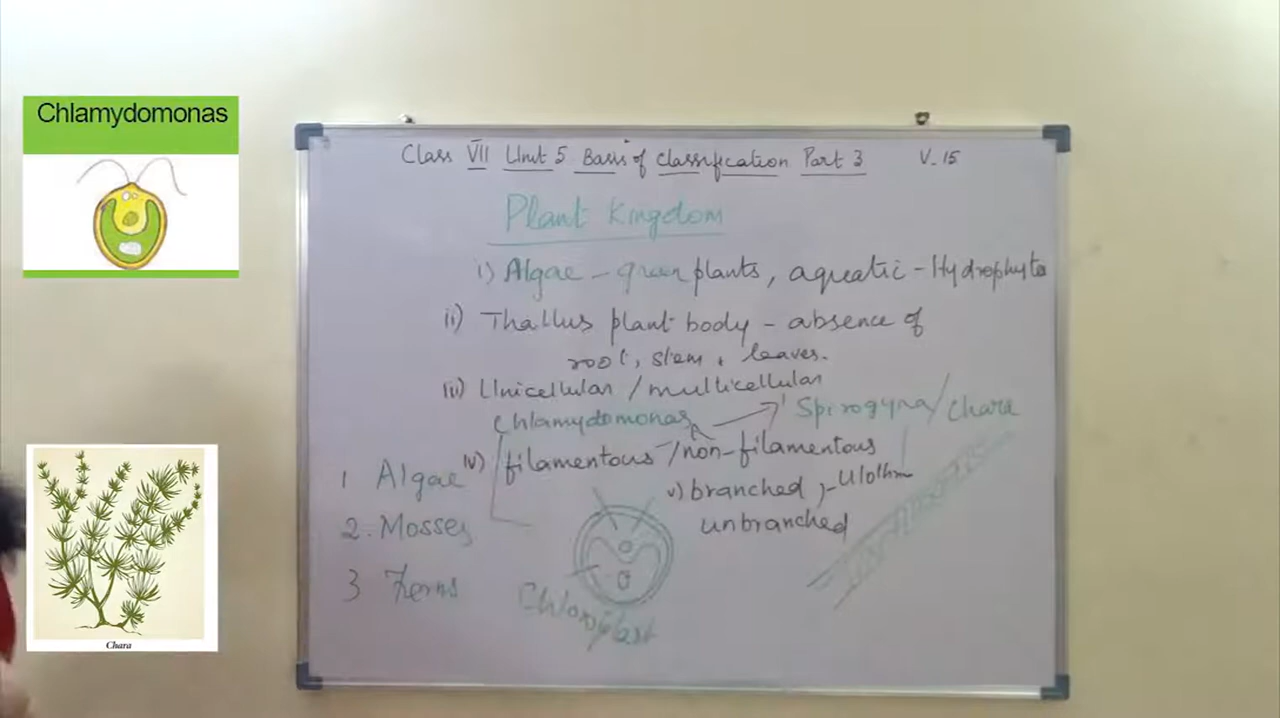 Chlamydomonas
Class VII Unit 5 Basis of Classification Part 3 V.15
Plant Kingdom
i) Algae - green plants, aquatic - Hydrophyta
ii) Thallus plant body - absence of
root, stem, leaves.
iii) Unicellular / multicellular
Chlamydomonas Spirogyra / Chara
iv) filamentous / non-filamentous
v) branched, - Ulothrix
unbranched
1 Algae
2. Mosses
3 Ferns
Chloroplast
Chara